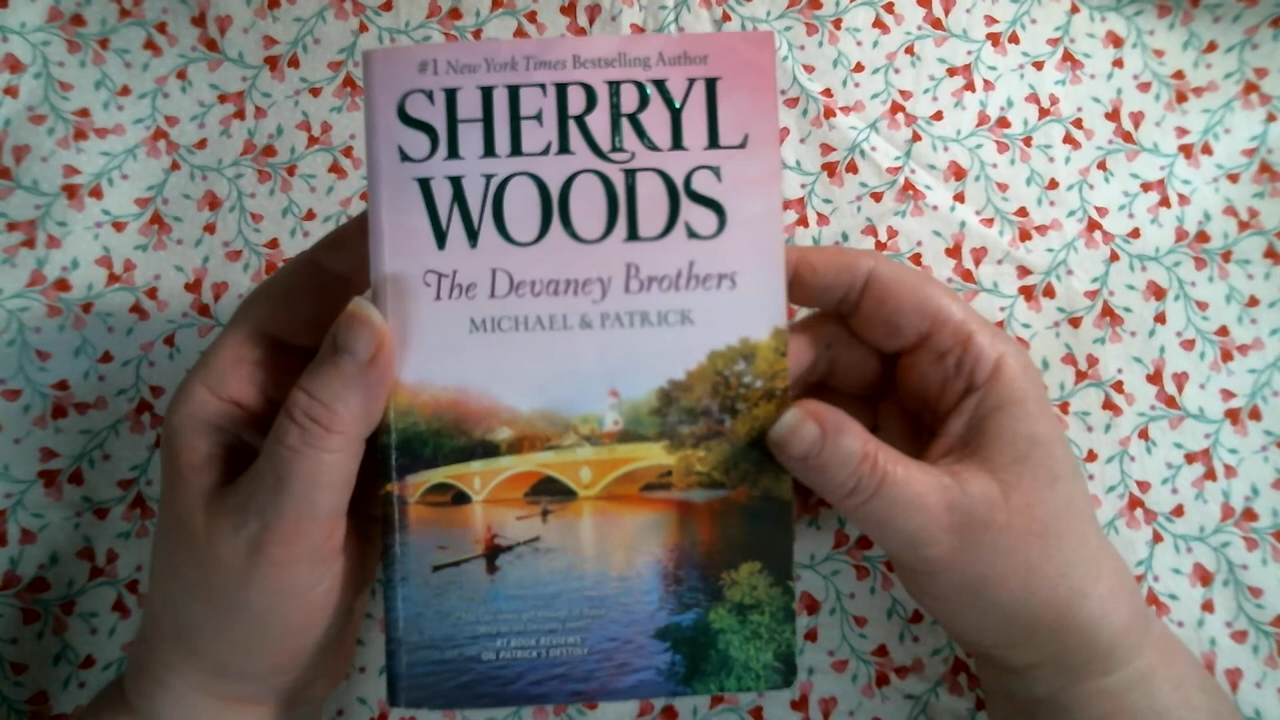 #1 New York Times Bestselling Author
SHERRYL
WOODS
The Devaney Brothers
MICHAEL & PATRICK
RT BOOK REVIEWS
ON PATRICK'S DESTINY